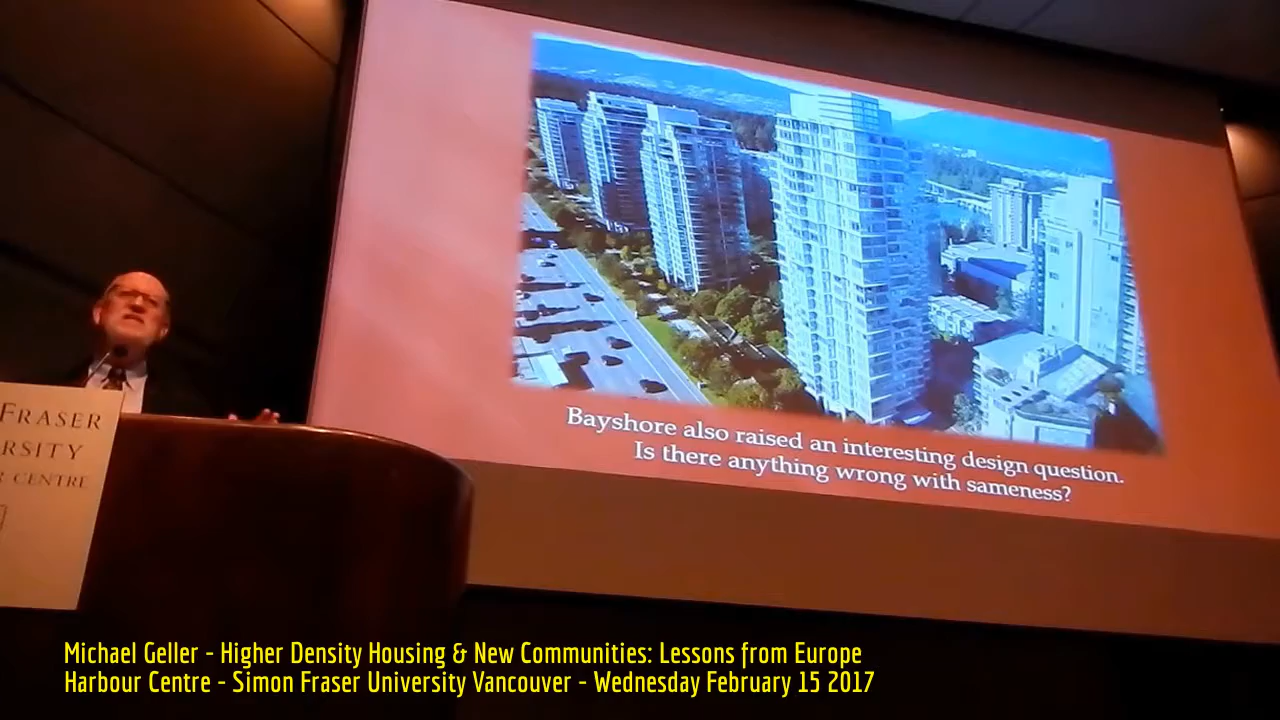 FRASER
RSITY
CENTRE
Bayshore also raised an interesting design question.
Is there anything wrong with sameness?
Michael Geller - Higher Density Housing & New Communities: Lessons from Europe
Harbour Centre - Simon Fraser University Vancouver - Wednesday February 15 2017